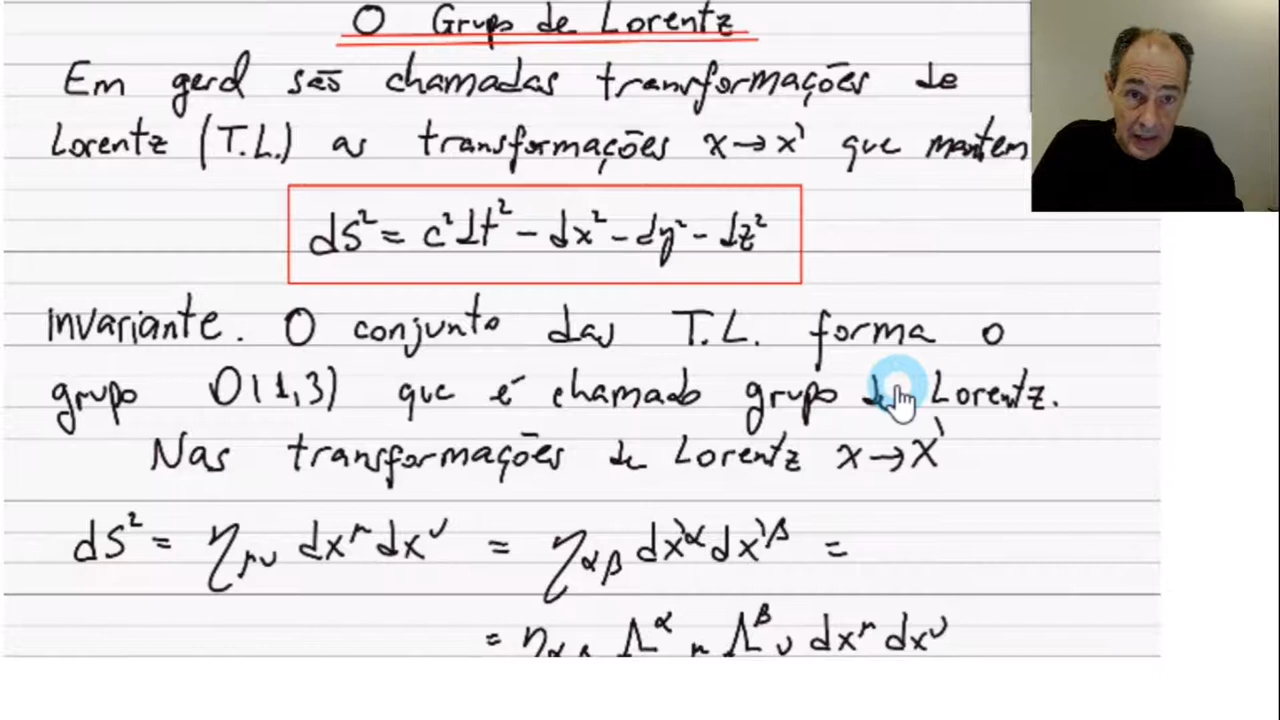 O Grupo de Lorentz
Em geral são chamadas transformações de
Lorentz (T.L.) as transformações x→x' que mantem
ds² = c²dt² - dx² - dy² - dz²
invariante. O conjunto das T.L. forma o
grupo O(1,3) que é chamado grupo de Lorentz.
Nas transformações de Lorentz x→x'
ds² = η_μν dx^μ dx^ν = η_αβ dx'^α dx'^β =
= η_αβ Λ^α_μ Λ^β_ν dx^μ dx^ν